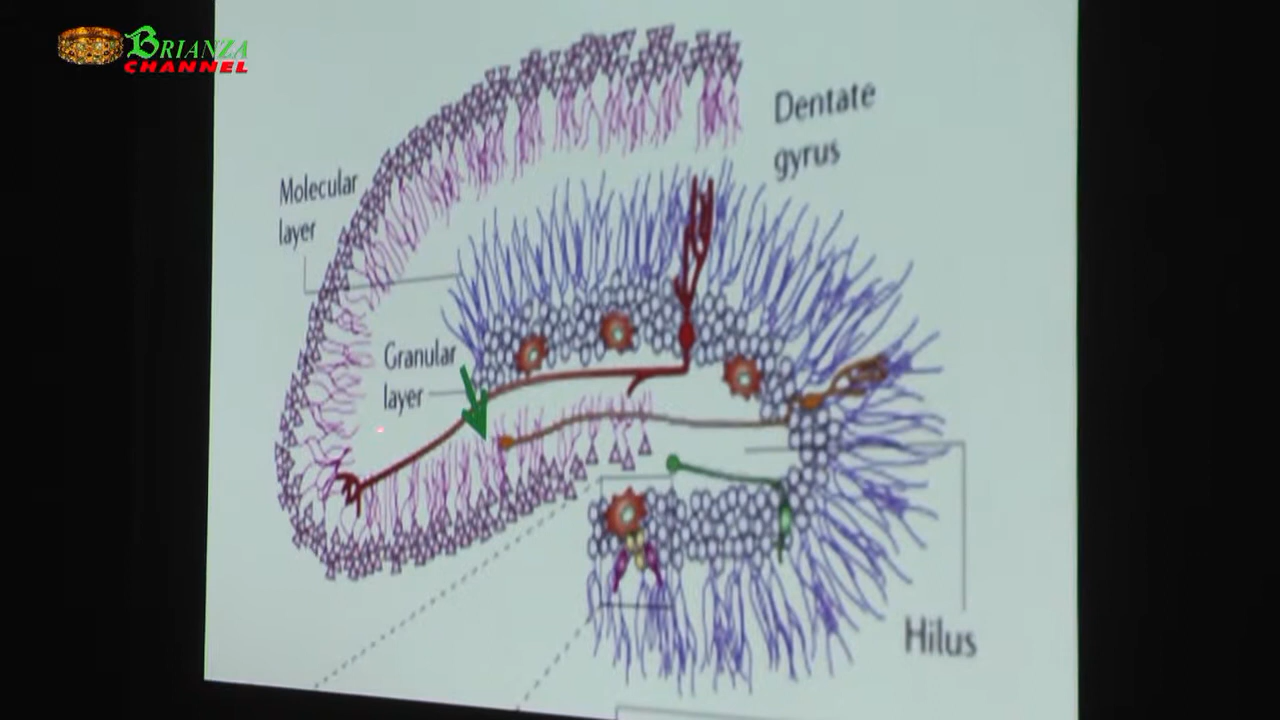 BRIANZA
CHANNEL
Dentate
gyrus
Molecular
layer
Granular
layer
Hilus